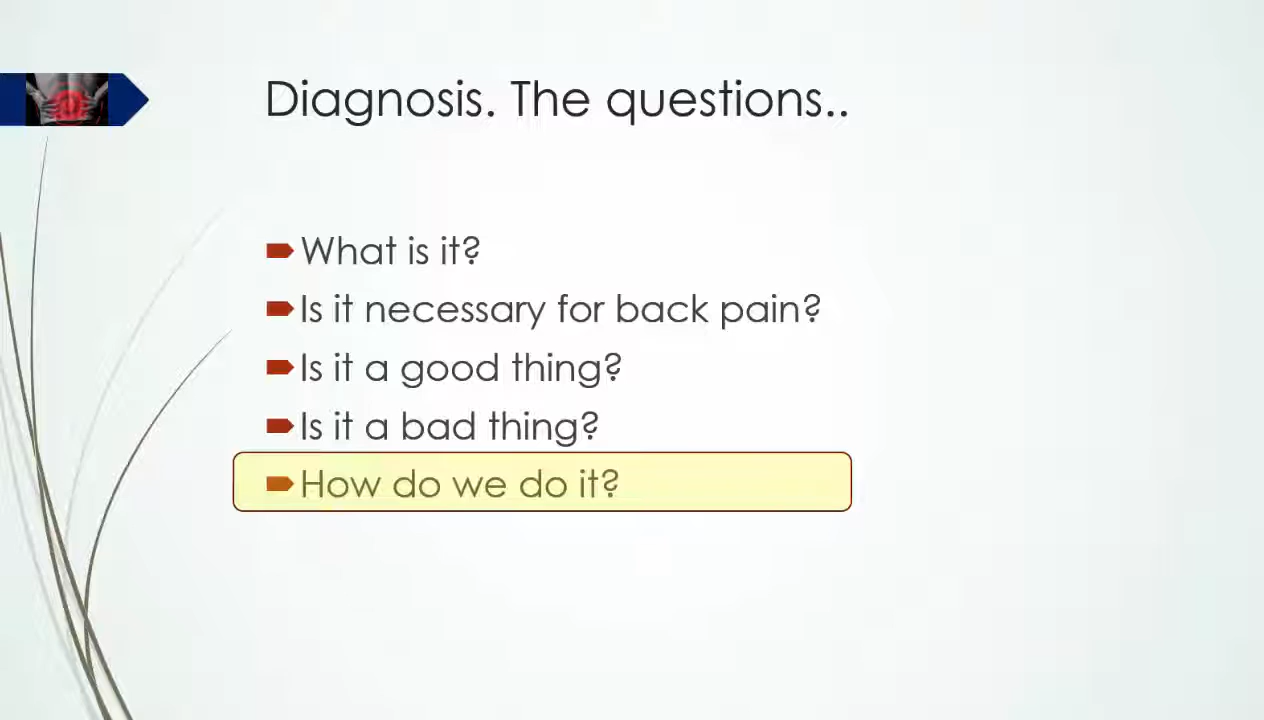 Diagnosis. The questions..
What is it?
Is it necessary for back pain?
Is it a good thing?
Is it a bad thing?
How do we do it?